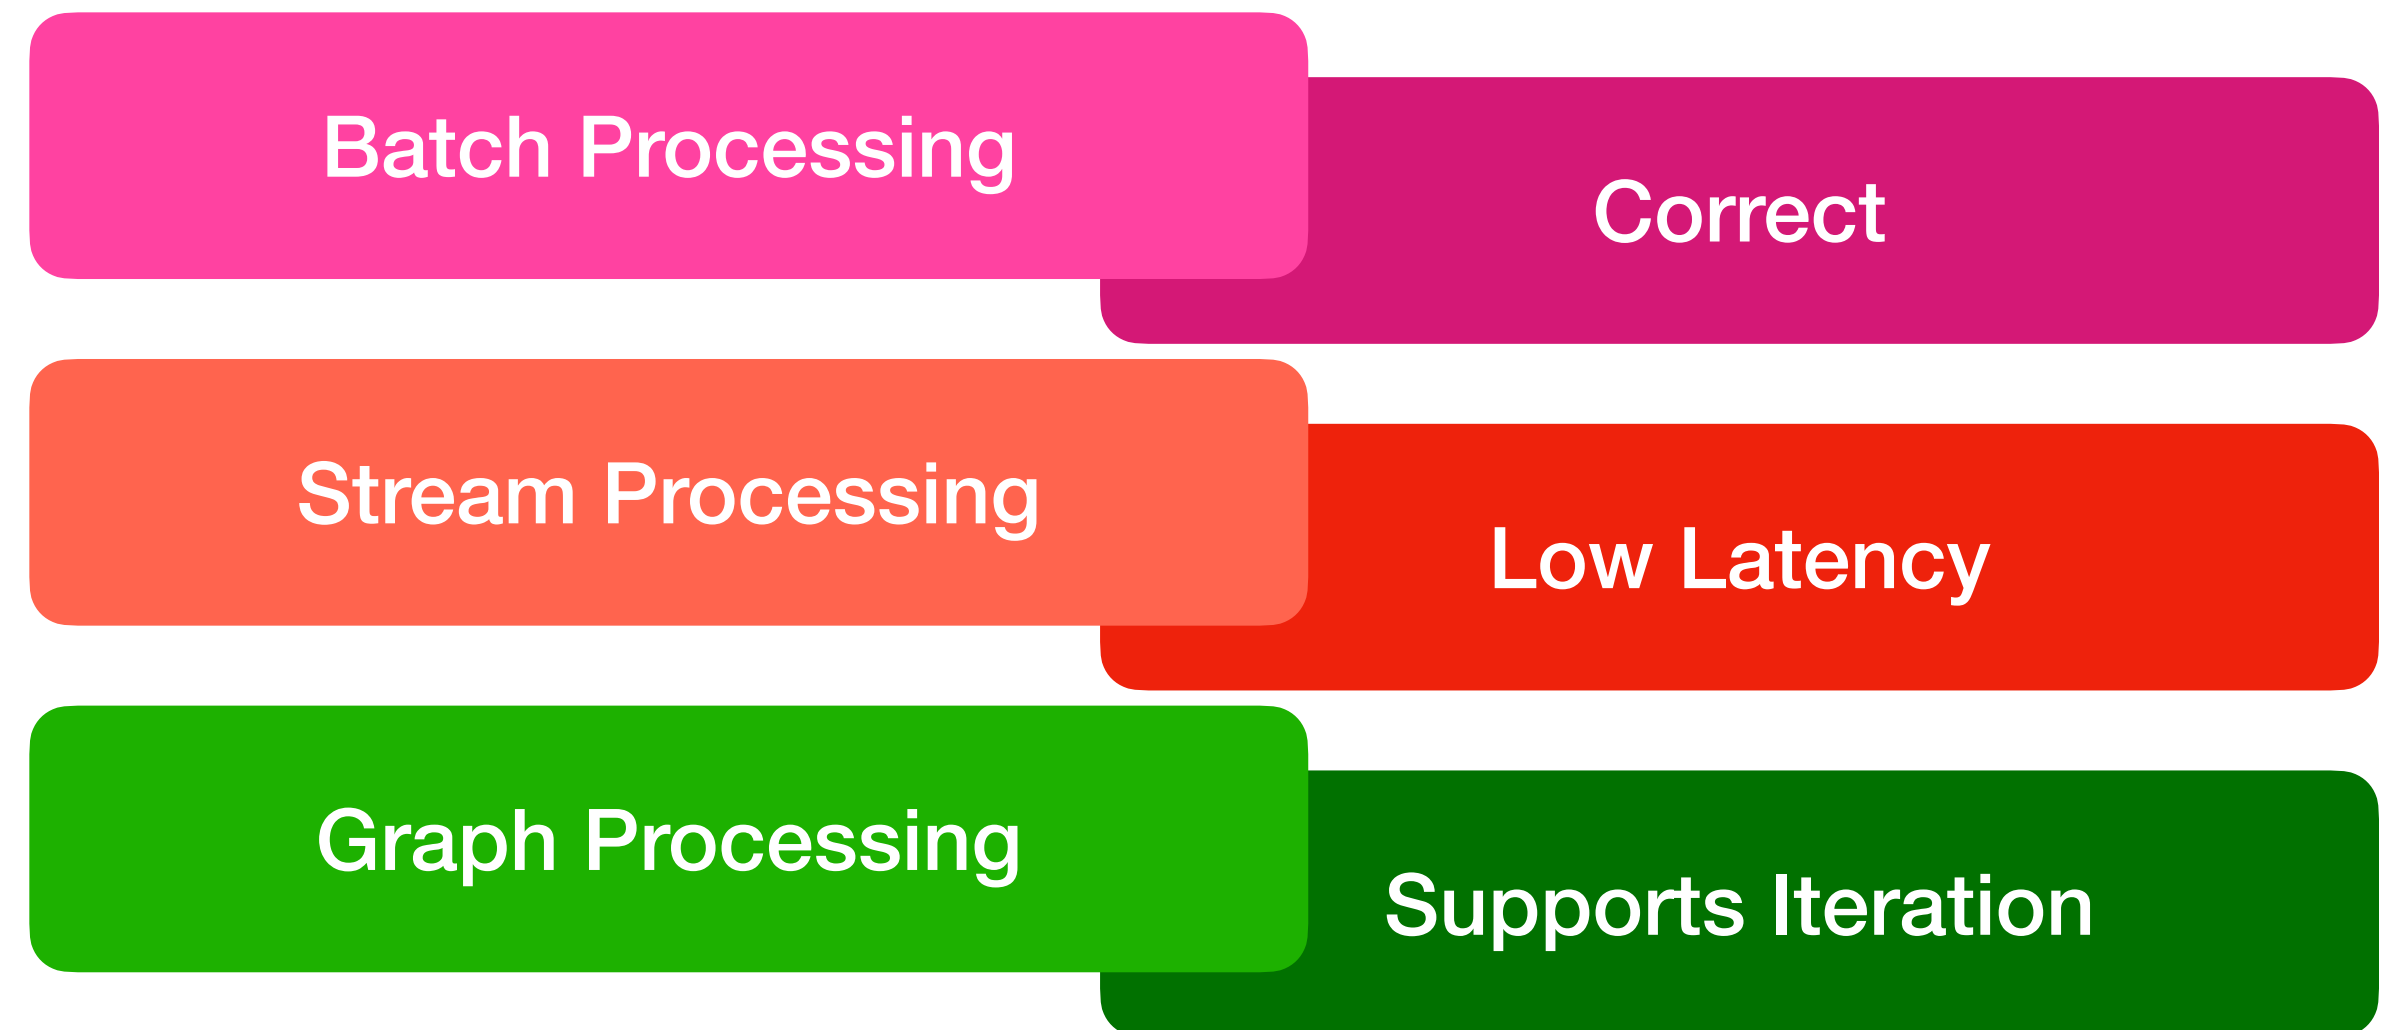 Batch Processing
Correct
Stream Processing
Low Latency
Graph Processing
Supports Iteration